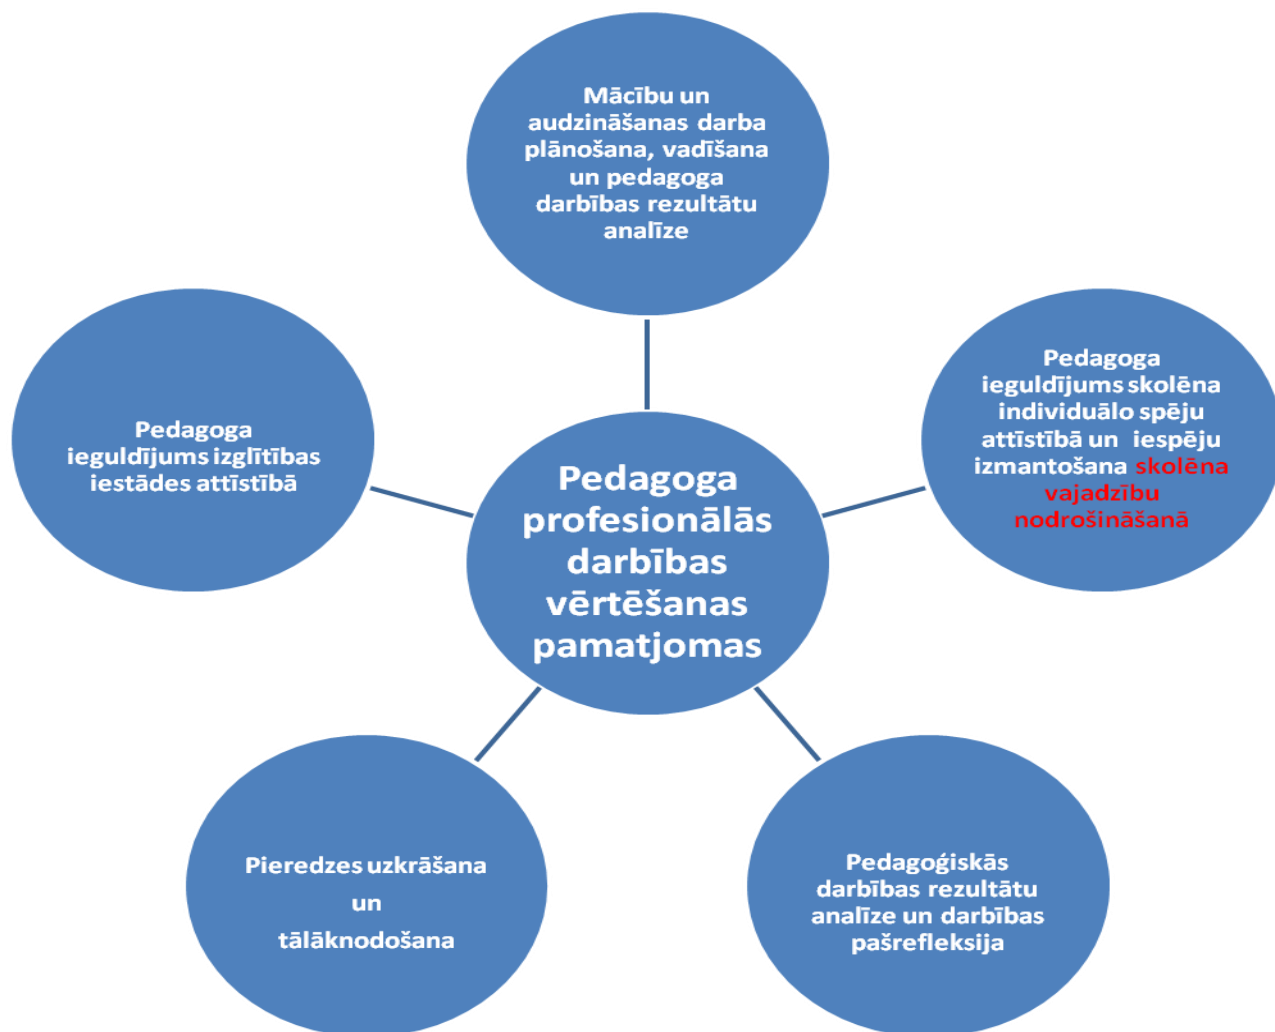 Mācību un
audzināšanas darba
plānošana, vadīšana
un pedagoga
darbības rezultātu
analīze
Pedagoga
ieguldījums skolēna
individuālo spēju
attīstībā un iespēju
izmantošana skolēna
vajadzību
nodrošināšanā
Pedagoģiskās
darbības rezultātu
analīze un darbības
pašrefleksija
Pieredzes uzkrāšana
un
tālāknodošana
Pedagoga
ieguldījums izglītības
iestādes attīstībā
Pedagoga
profesionālās
darbības
vērtēšanas
pamatjomas